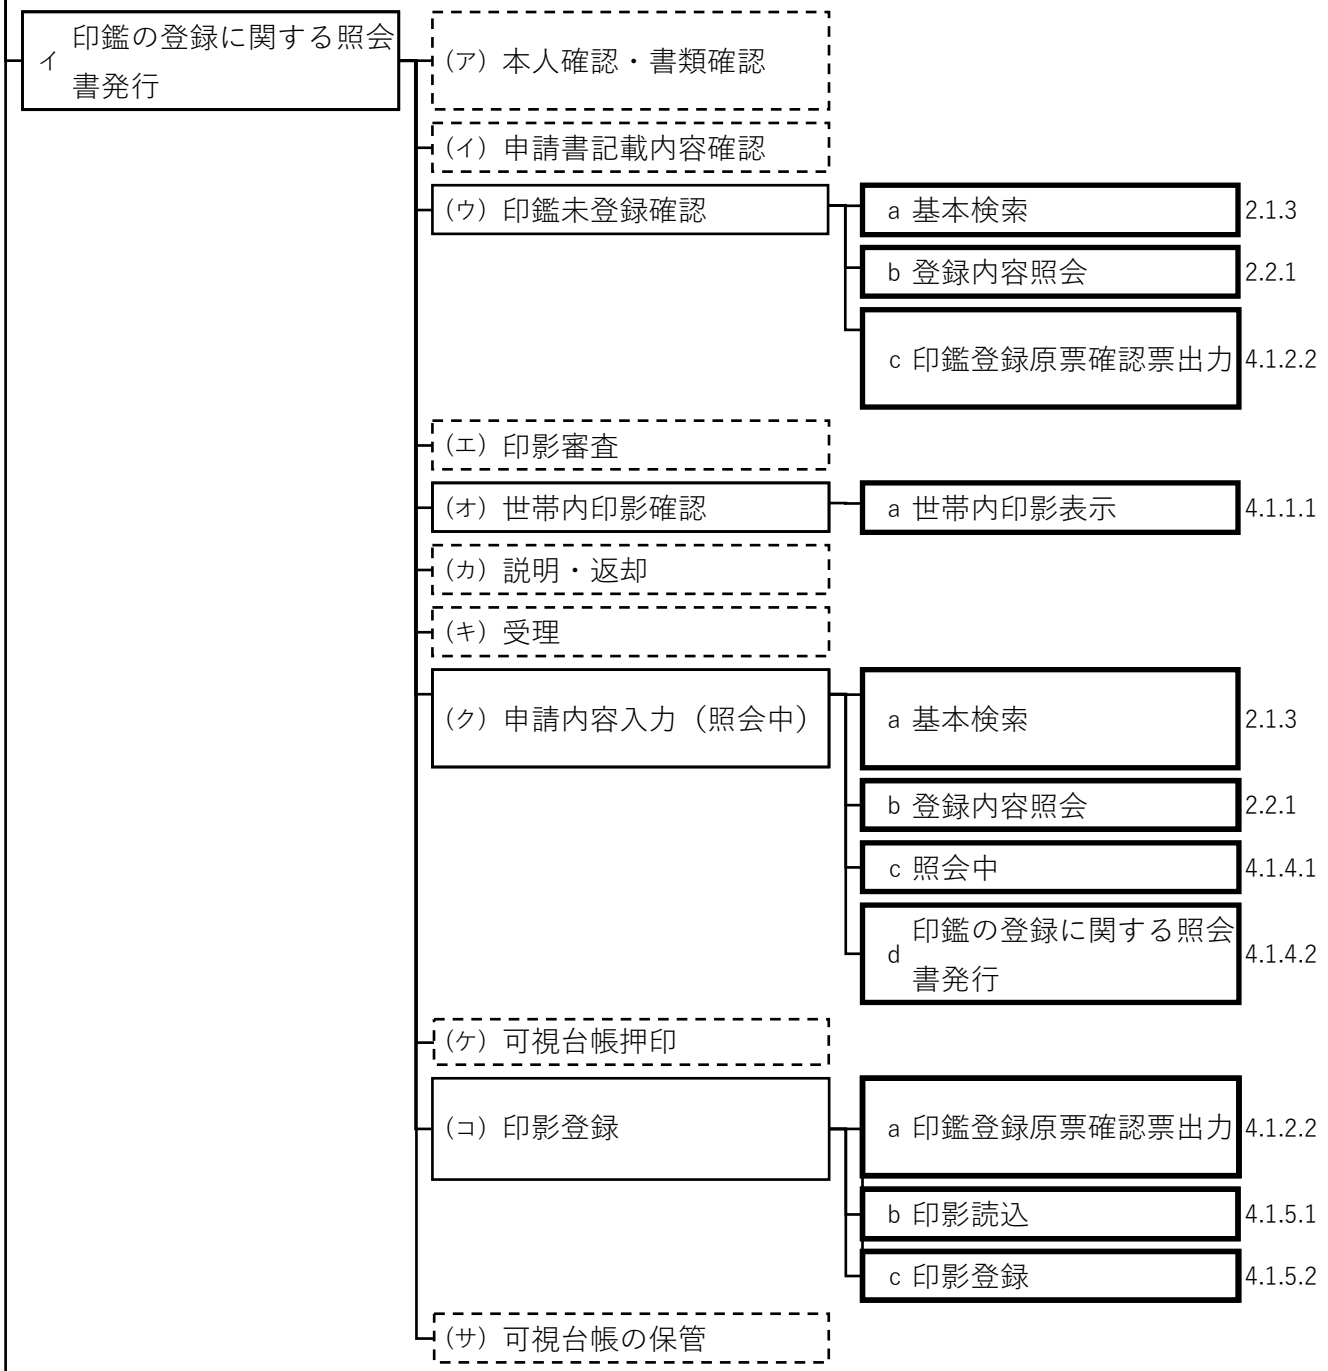 イ 印鑑の登録に関する照会
書発行
(ア) 本人確認・書類確認
(イ) 申請書記載内容確認
(ウ) 印鑑未登録確認
a 基本検索 2.1.3
b 登録内容照会 2.2.1
c 印鑑登録原票確認票出力 4.1.2.2
(エ) 印影審査
(オ) 世帯内印影確認
a 世帯内印影表示 4.1.1.1
(カ) 説明・返却
(キ) 受理
(ク) 申請内容入力（照会中）
a 基本検索 2.1.3
b 登録内容照会 2.2.1
c 照会中 4.1.4.1
d 印鑑の登録に関する照会
書発行 4.1.4.2
(ケ) 可視台帳押印
(コ) 印影登録
a 印鑑登録原票確認票出力 4.1.2.2
b 印影読込 4.1.5.1
c 印影登録 4.1.5.2
(サ) 可視台帳の保管